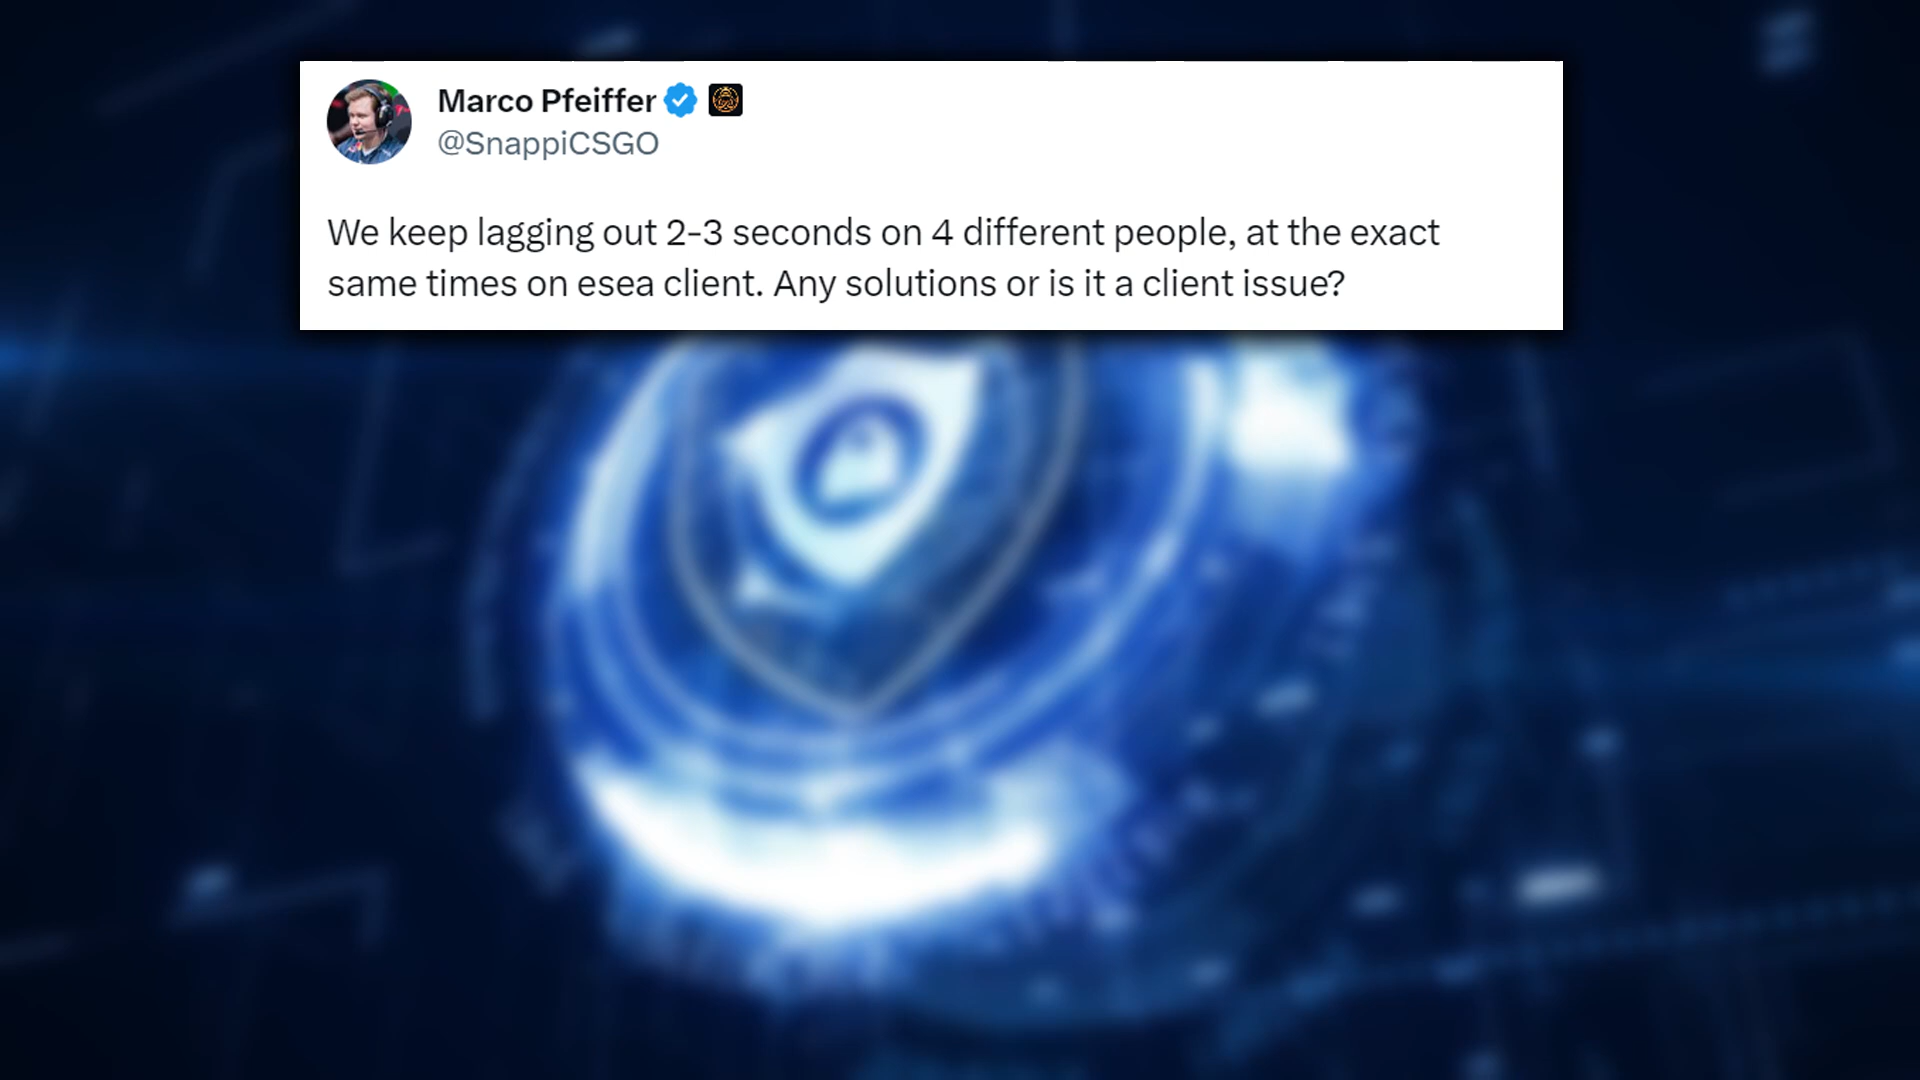 Marco Pfeiffer
@SnappiCSGO
We keep lagging out 2-3 seconds on 4 different people, at the exact
same times on esea client. Any solutions or is it a client issue?